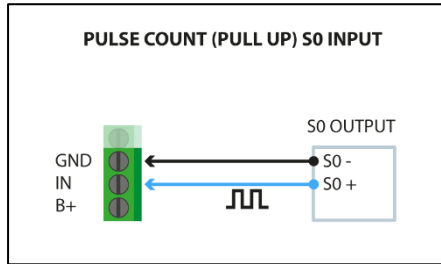 PULSE COUNT (PULL UP) S0 INPUT
S0 OUTPUT
GND
S0 -
IN
S0 +
B+